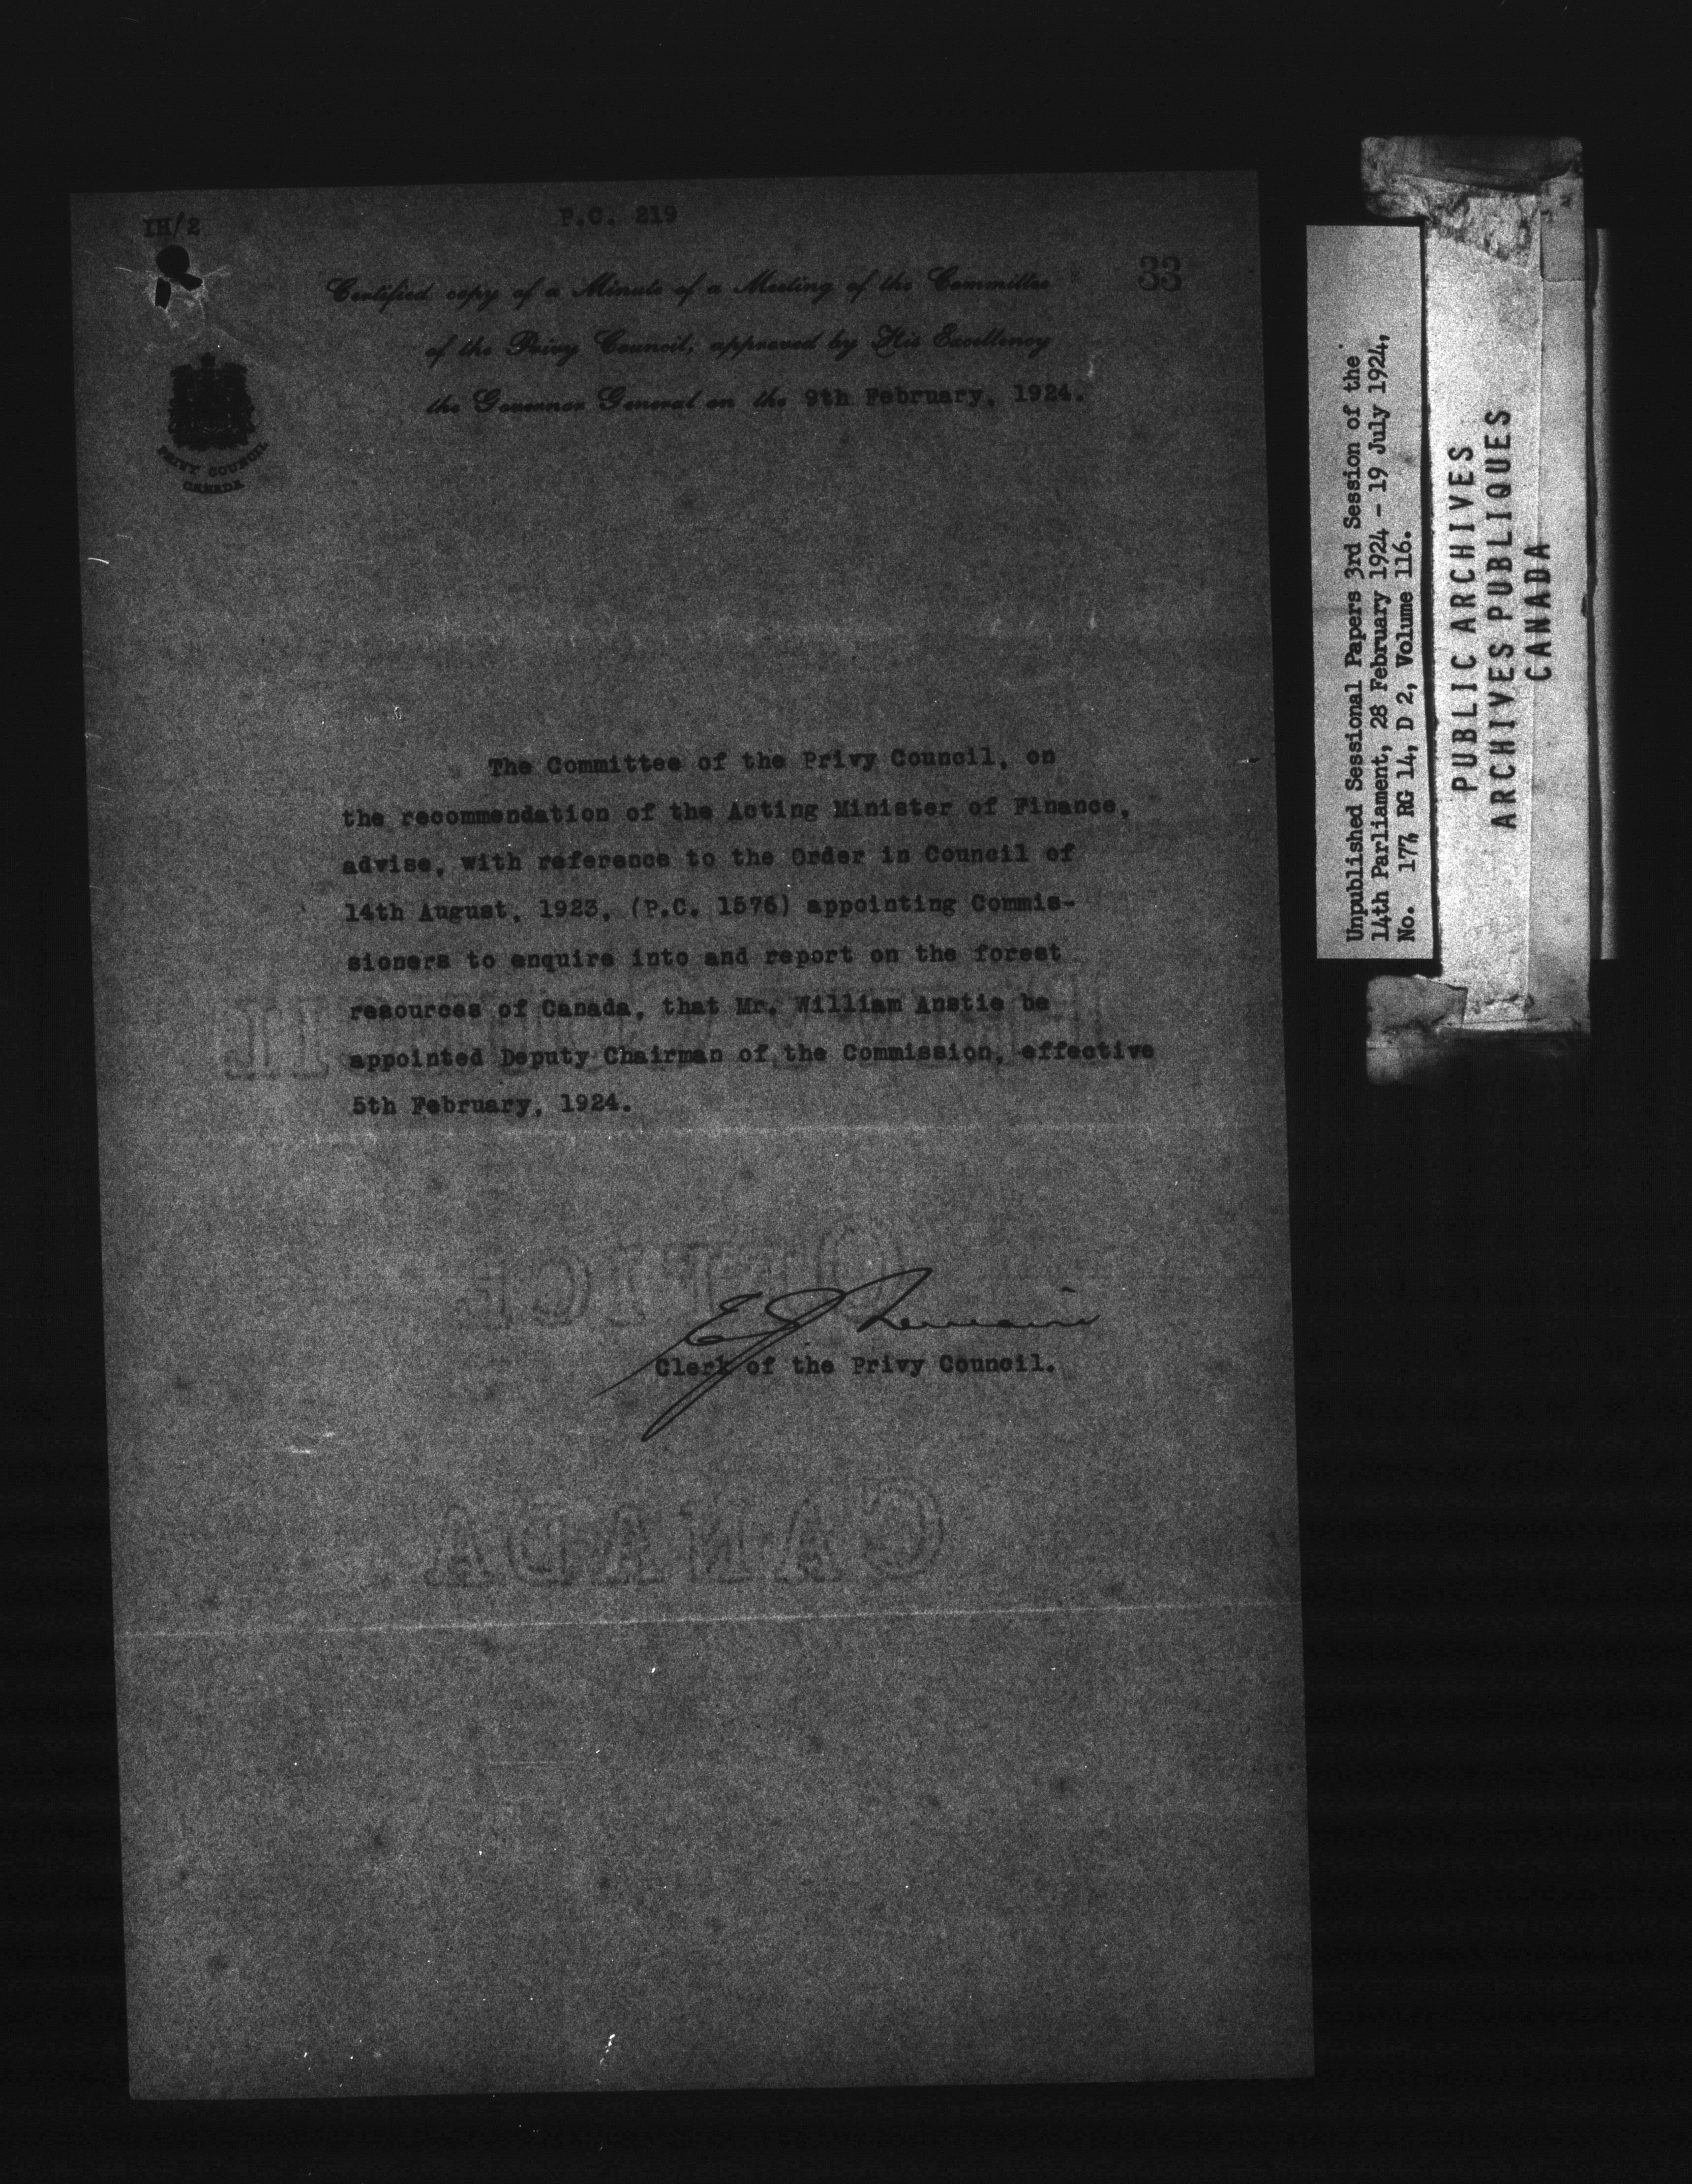 IH/2
P.C. 219
33
Certified copy of a Minute of a Meeting of the Committee
of the Privy Council, approved by His Excellency
the Governor General on the 9th February, 1924.
PRIVY COUNCIL
CANADA
The Committee of the Privy Council, on
the recommendation of the Acting Minister of Finance,
advise, with reference to the Order in Council of
14th August, 1923, (P.C. 1576) appointing Commis-
sioners to enquire into and report on the forest
resources of Canada, that Mr. William Anstie be
appointed Deputy Chairman of the Commission, effective
5th February, 1924.
OFFICE
E J Lemaire
Clerk of the Privy Council.
CANADA
Unpublished Sessional Papers 3rd Session of the
14th Parliament, 28 February 1924 - 19 July 1924,
No. 177, RG 14, D 2, Volume 116.
PUBLIC ARCHIVES
ARCHIVES PUBLIQUES
CANADA